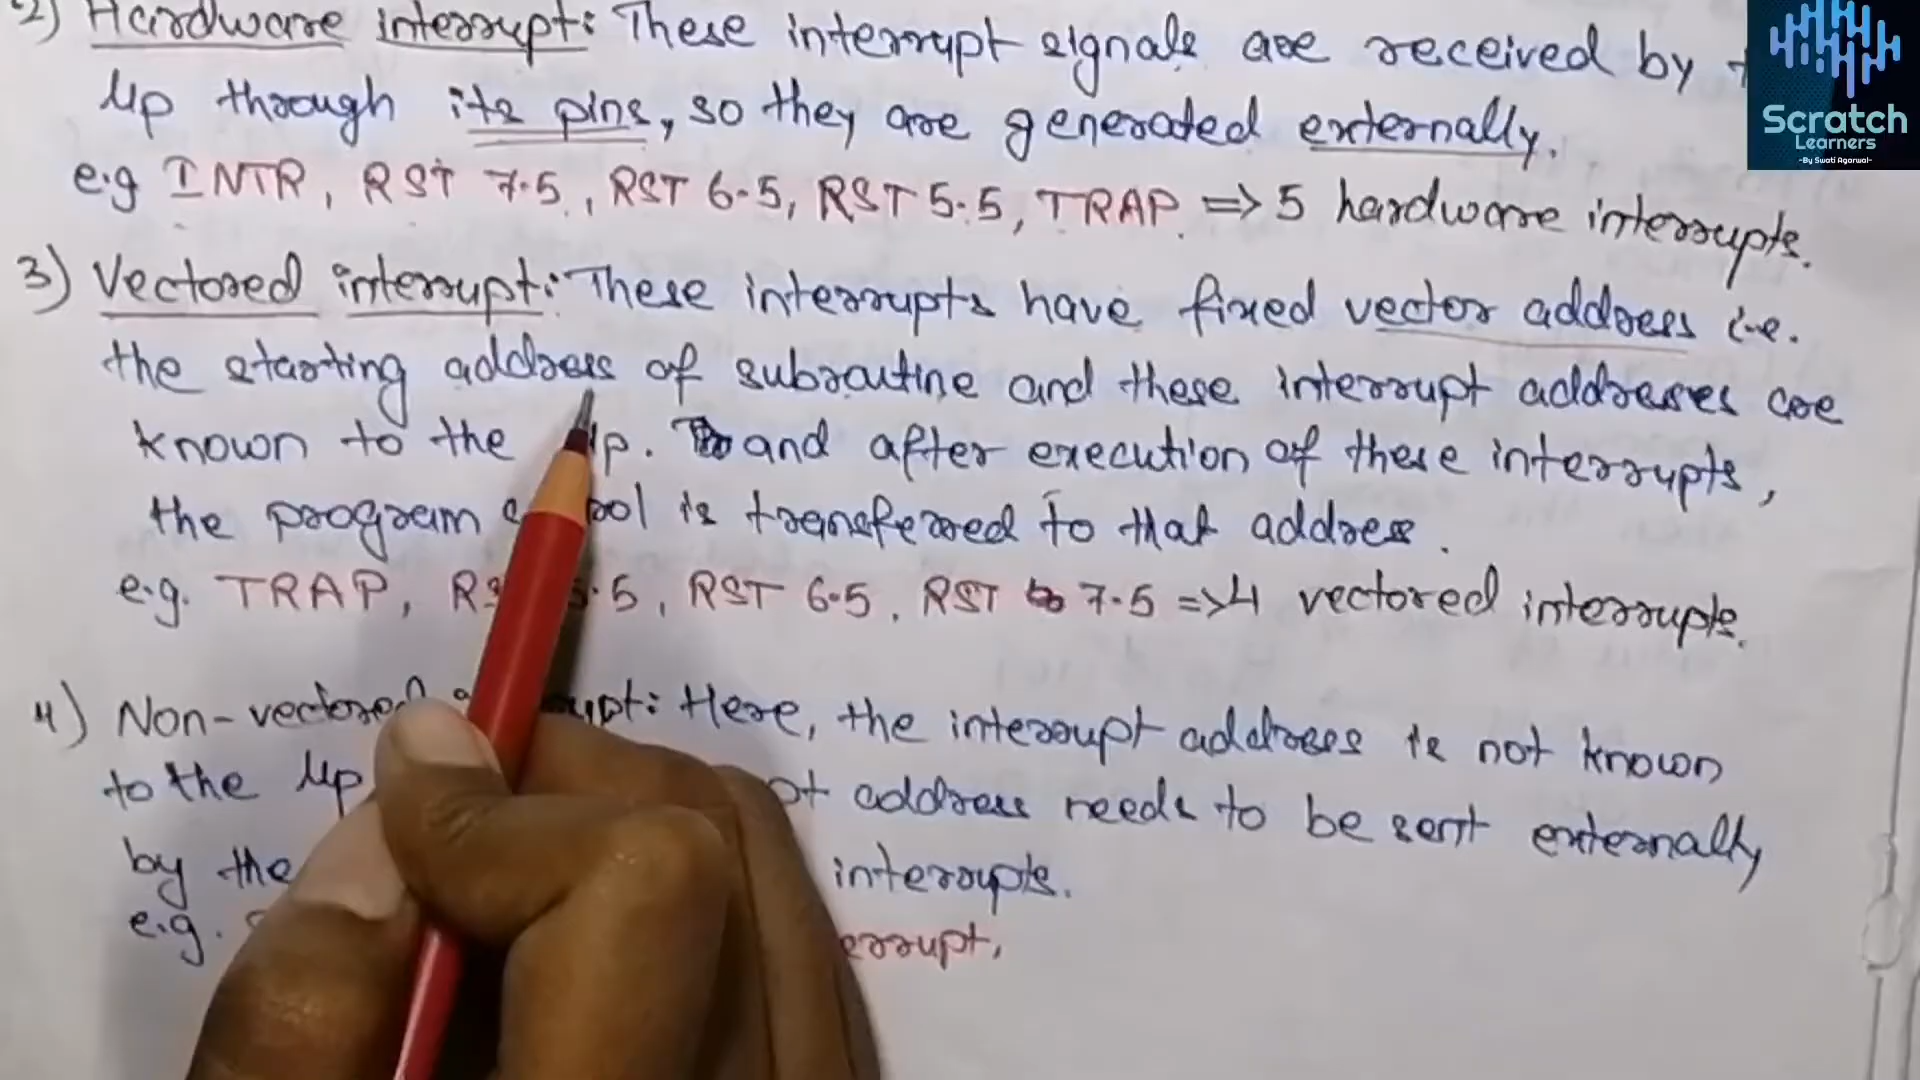 2) Hardware interrupt: These interrupt signals are received by
μp through its pins, so they are generated externally.
e.g INTR, RST 7.5, RST 6.5, RST 5.5, TRAP => 5 hardware interrupts.
3) Vectored interrupt: These interrupts have fixed vector address i.e.
the starting address of subroutine and these interrupt addresses are
known to the μp. and after execution of these interrupts,
the program is transferred to that address.
e.g. TRAP, 5.5, RST 6.5, RST 7.5 => 4 vectored interrupts.
4) Non-vectored Here, the interrupt address is not known
to the μp address needs to be sent externally
by the interrupts.
e.g.
Scratch
Learners
-By Swati Agarwal-